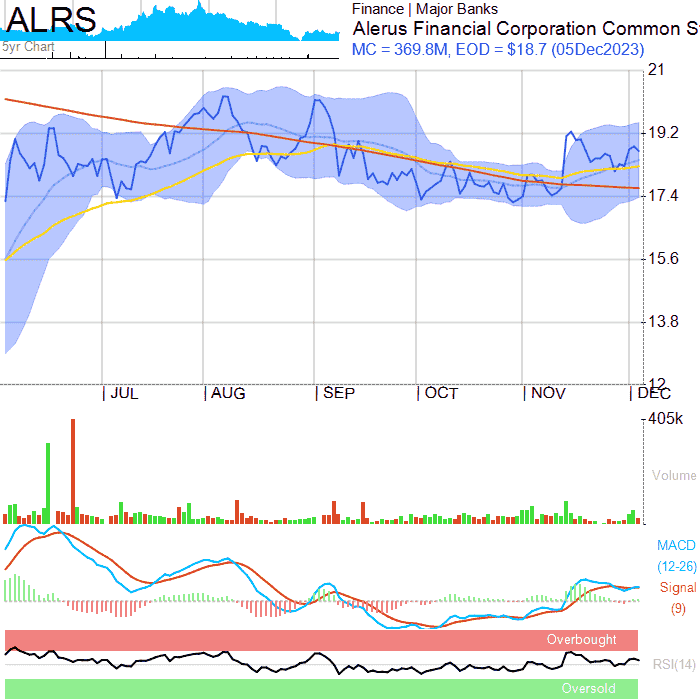 ALRS
5yr Chart
Finance | Major Banks
Alerus Financial Corporation Common S
MC = 369.8M, EOD = $18.7 (05Dec2023)
21
19.2
17.4
15.6
13.8
12
JUL AUG SEP OCT NOV DEC
405k
Volume
MACD
(12-26)
Signal
(9)
Overbought
RSI(14)
Oversold